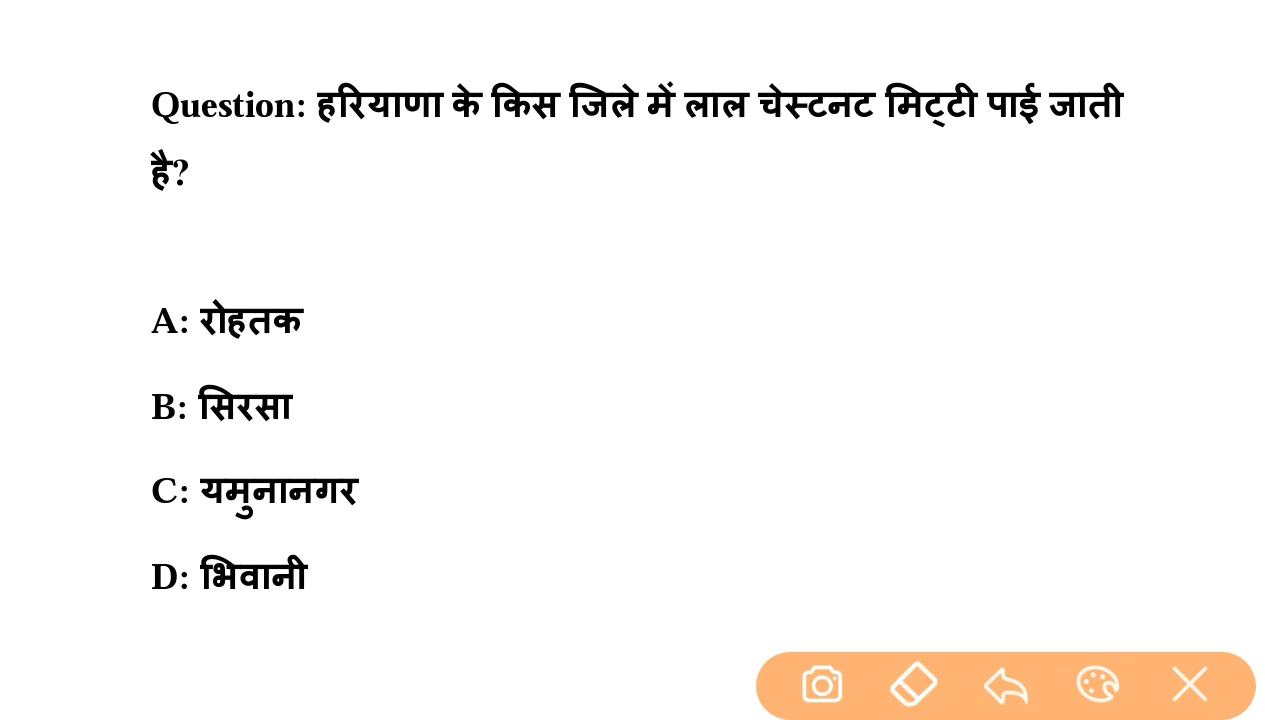 Question: हरियाणा के किस जिले में लाल चेस्टनट मिट्टी पाई जाती
है?
A: रोहतक
B: सिरसा
C: यमुनानगर
D: भिवानी